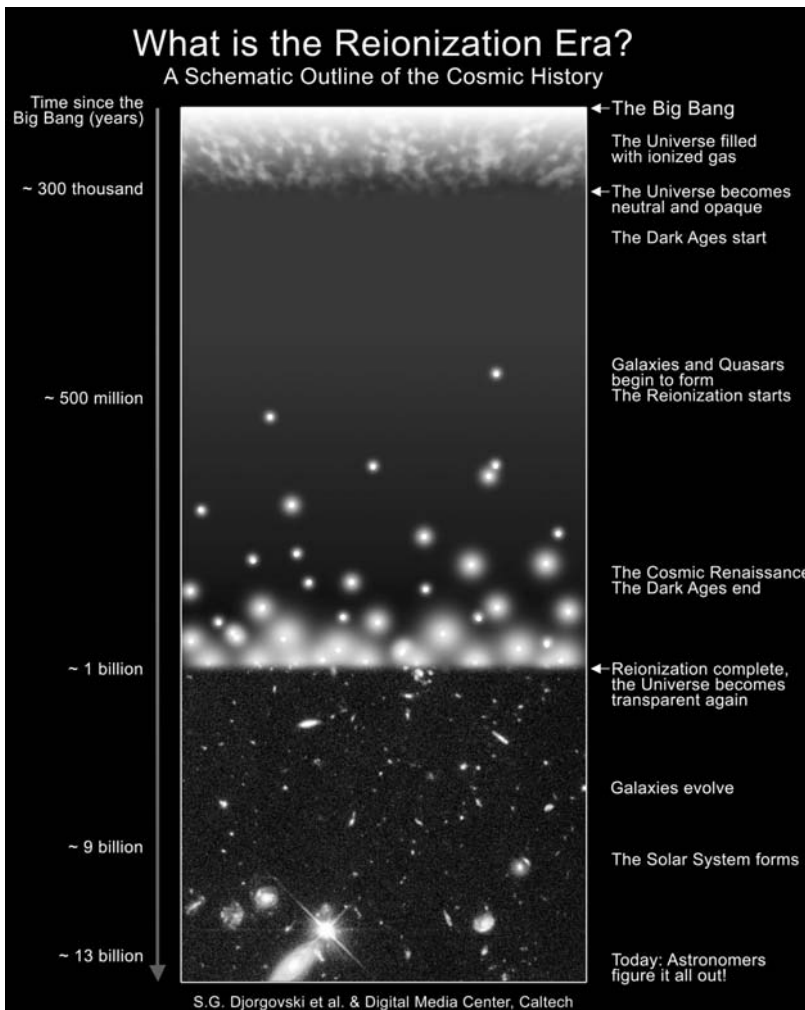 What is the Reionization Era?
A Schematic Outline of the Cosmic History
Time since the
Big Bang (years)
The Big Bang
The Universe filled
with ionized gas
~ 300 thousand
The Universe becomes
neutral and opaque
The Dark Ages start
Galaxies and Quasars
begin to form
The Reionization starts
~ 500 million
The Cosmic Renaissance
The Dark Ages end
~ 1 billion
Reionization complete,
the Universe becomes
transparent again
Galaxies evolve
~ 9 billion
The Solar System forms
~ 13 billion
Today: Astronomers
figure it all out!
S.G. Djorgovski et al. & Digital Media Center, Caltech